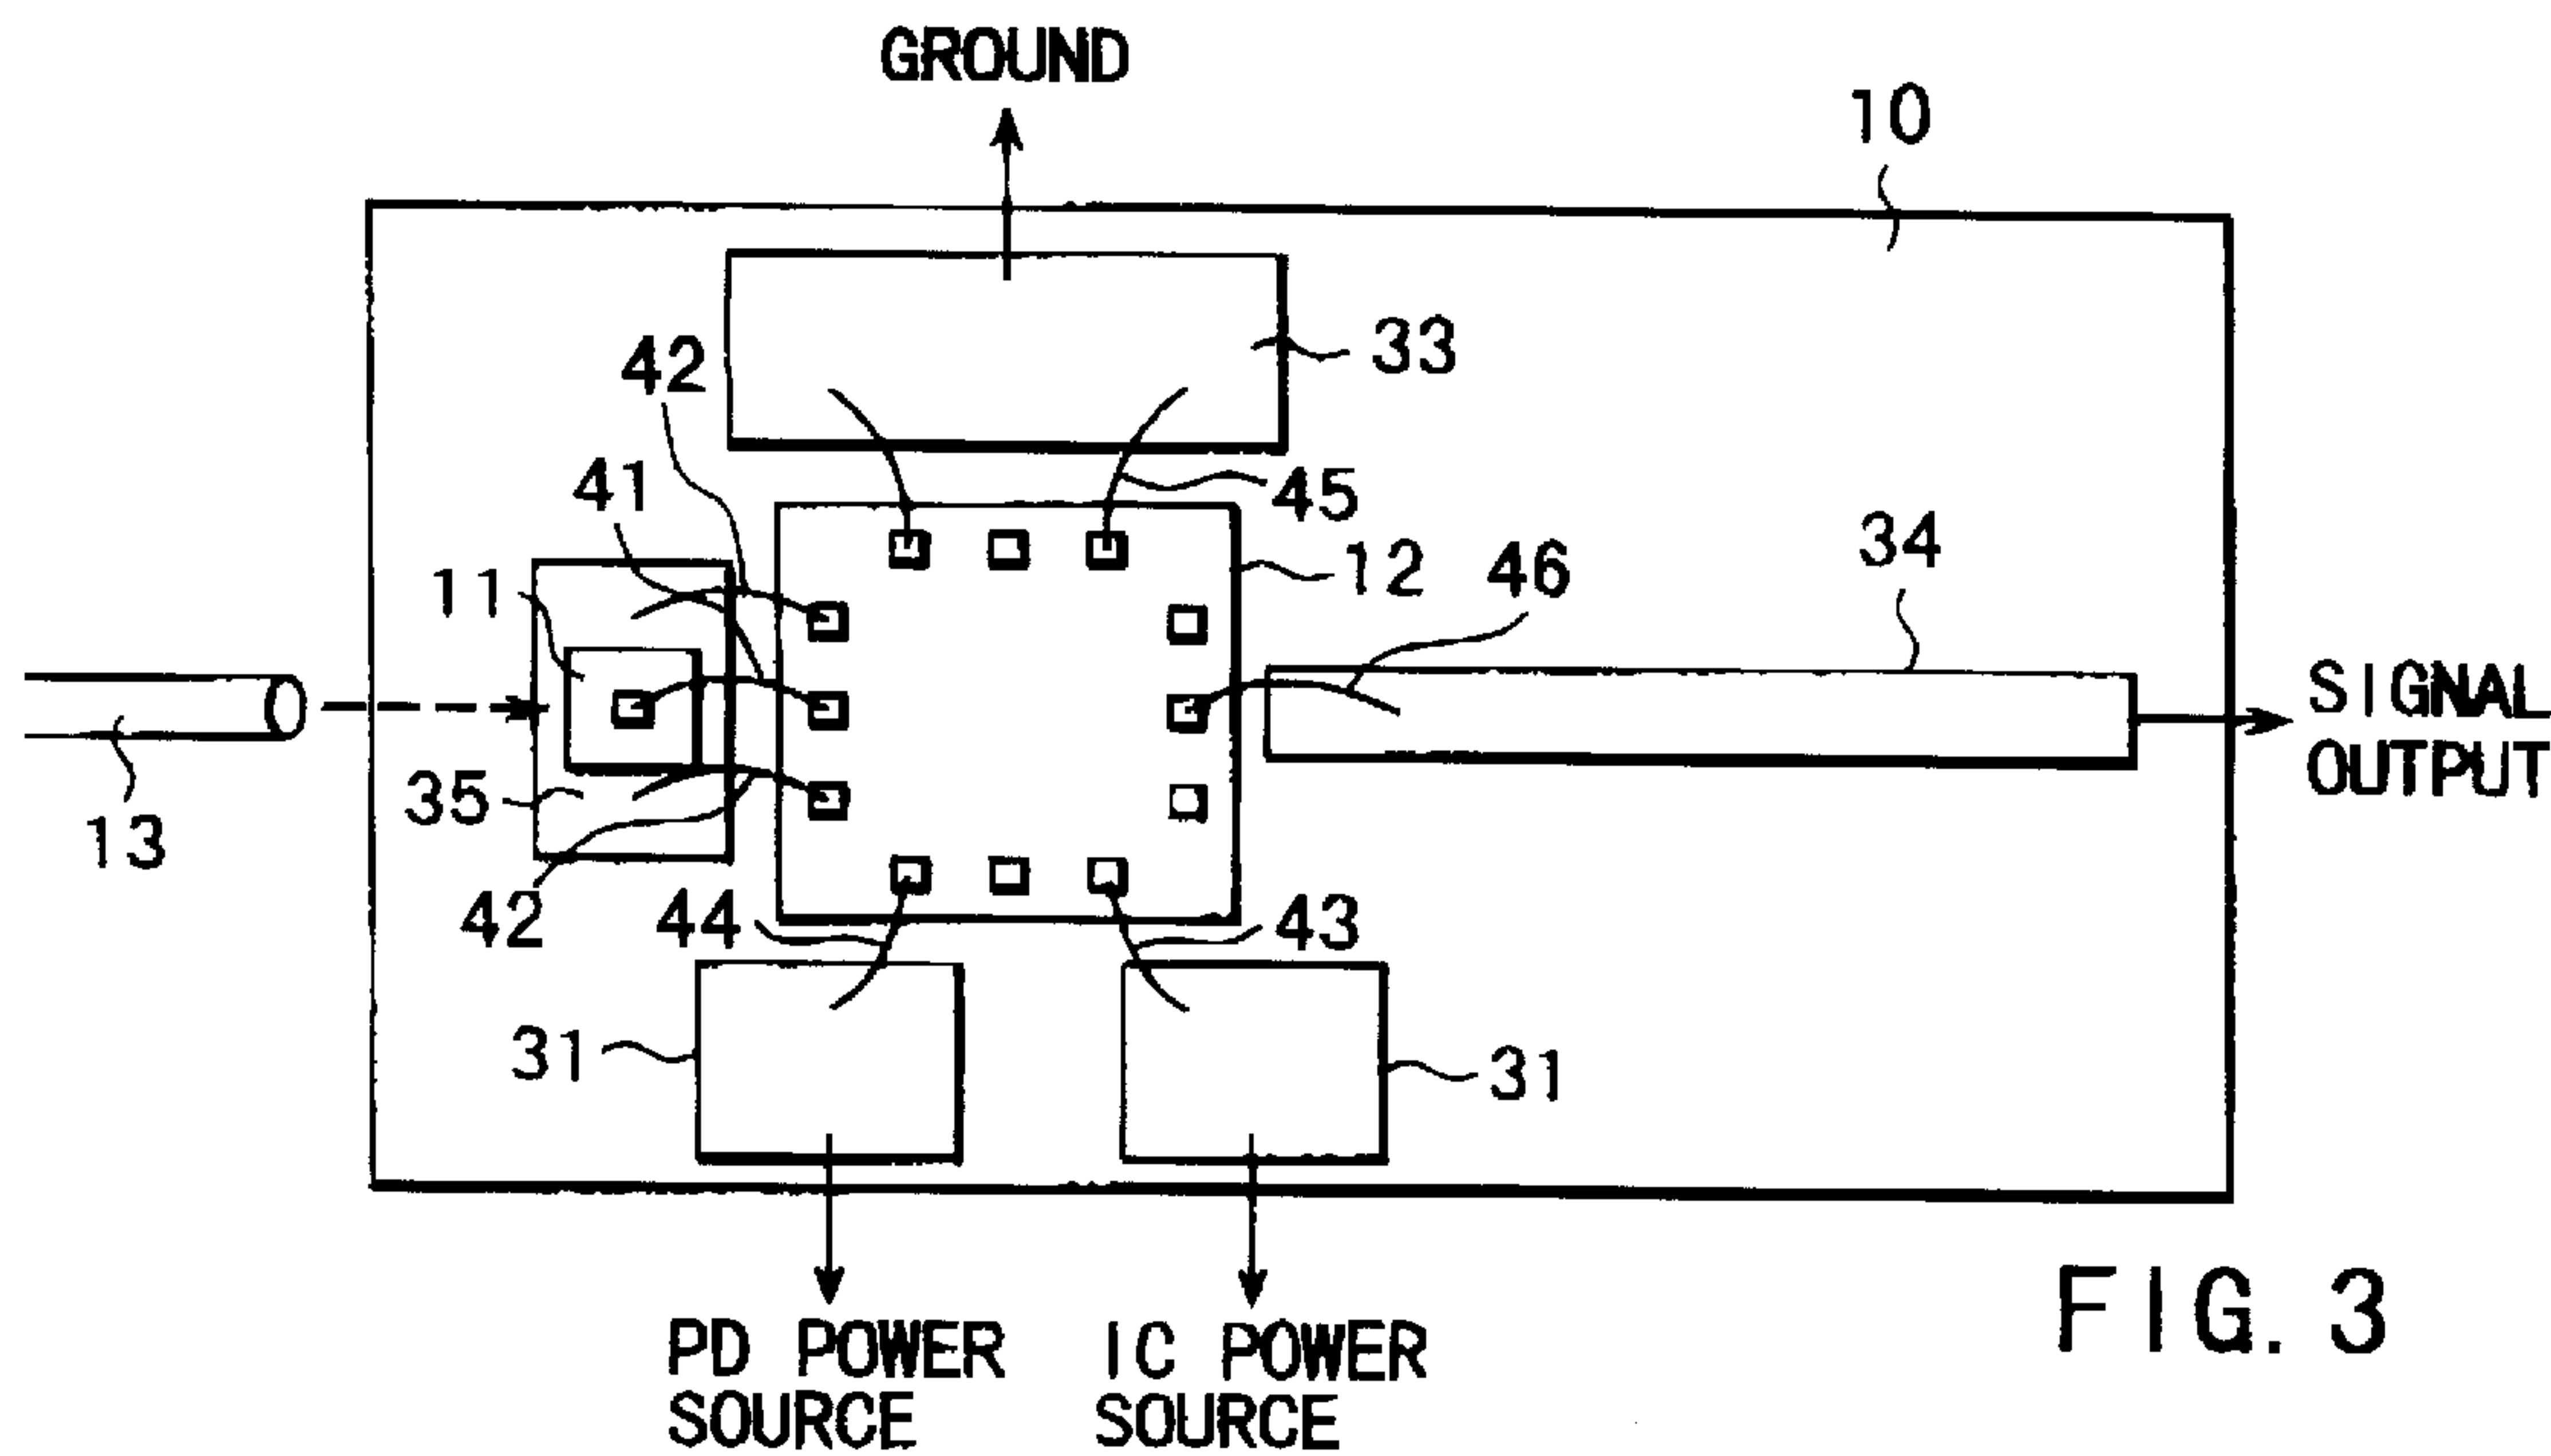 GROUND
10
33
42
41
45
12
46
34
11
SIGNAL
OUTPUT
35
13
42
44
43
31
31
PD POWER
SOURCE
IC POWER
SOURCE
FIG. 3